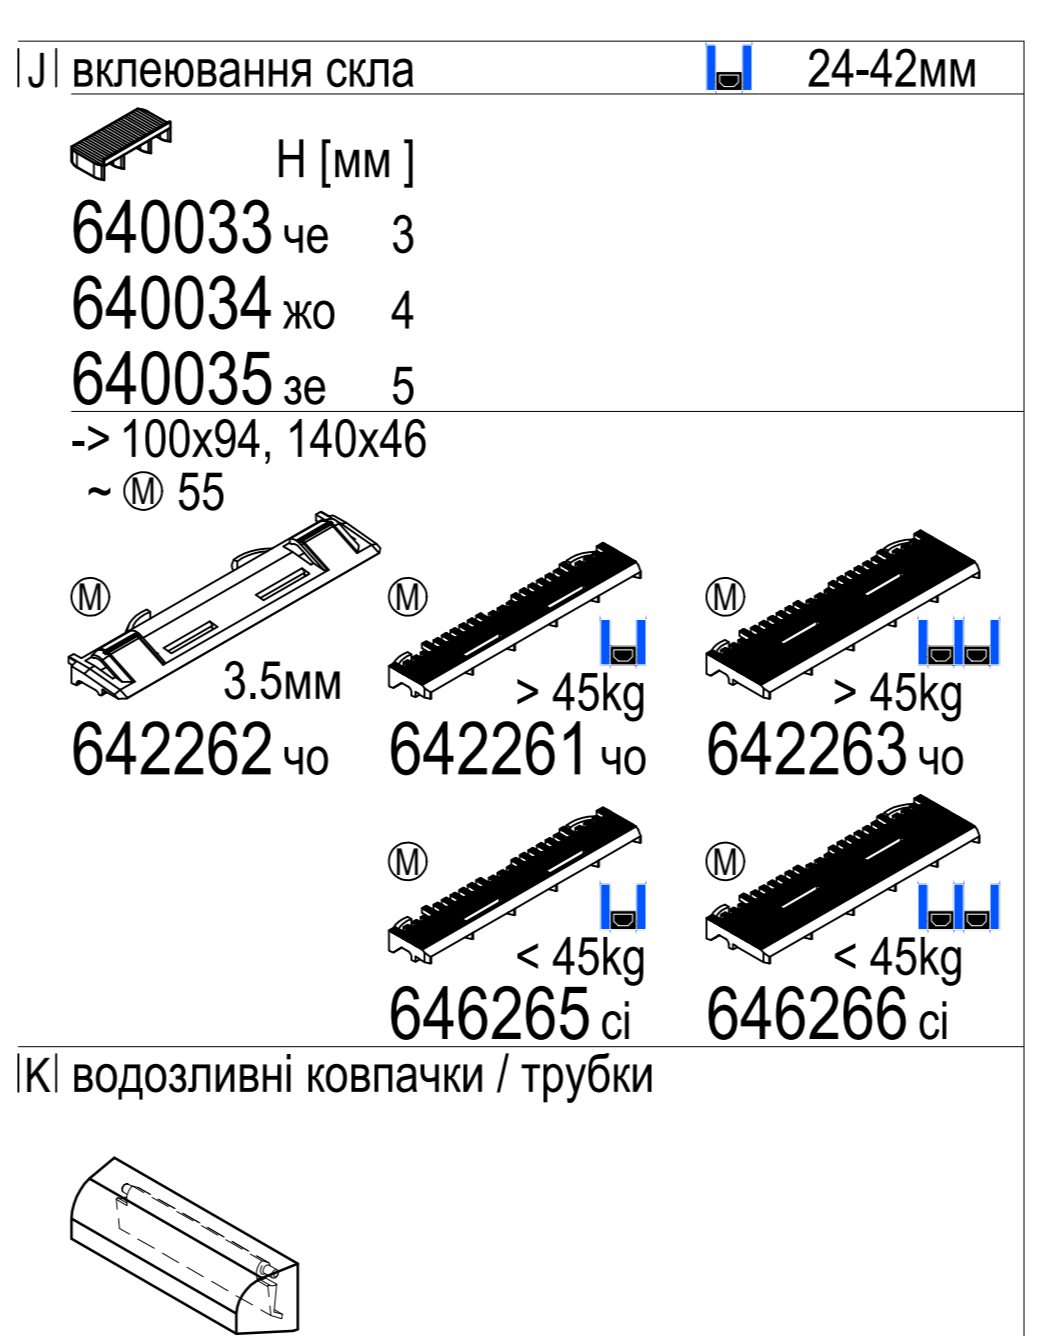 |J| вклеювання скла 24-42мм
H [мм ]
640033 че 3
640034 жо 4
640035 зе 5
-> 100x94, 140x46
~ Ⓜ 55
Ⓜ Ⓜ Ⓜ
3.5мм > 45kg > 45kg
642262 чо 642261 чо 642263 чо
Ⓜ Ⓜ
< 45kg < 45kg
646265 сі 646266 сі
|K| водозливні ковпачки / трубки